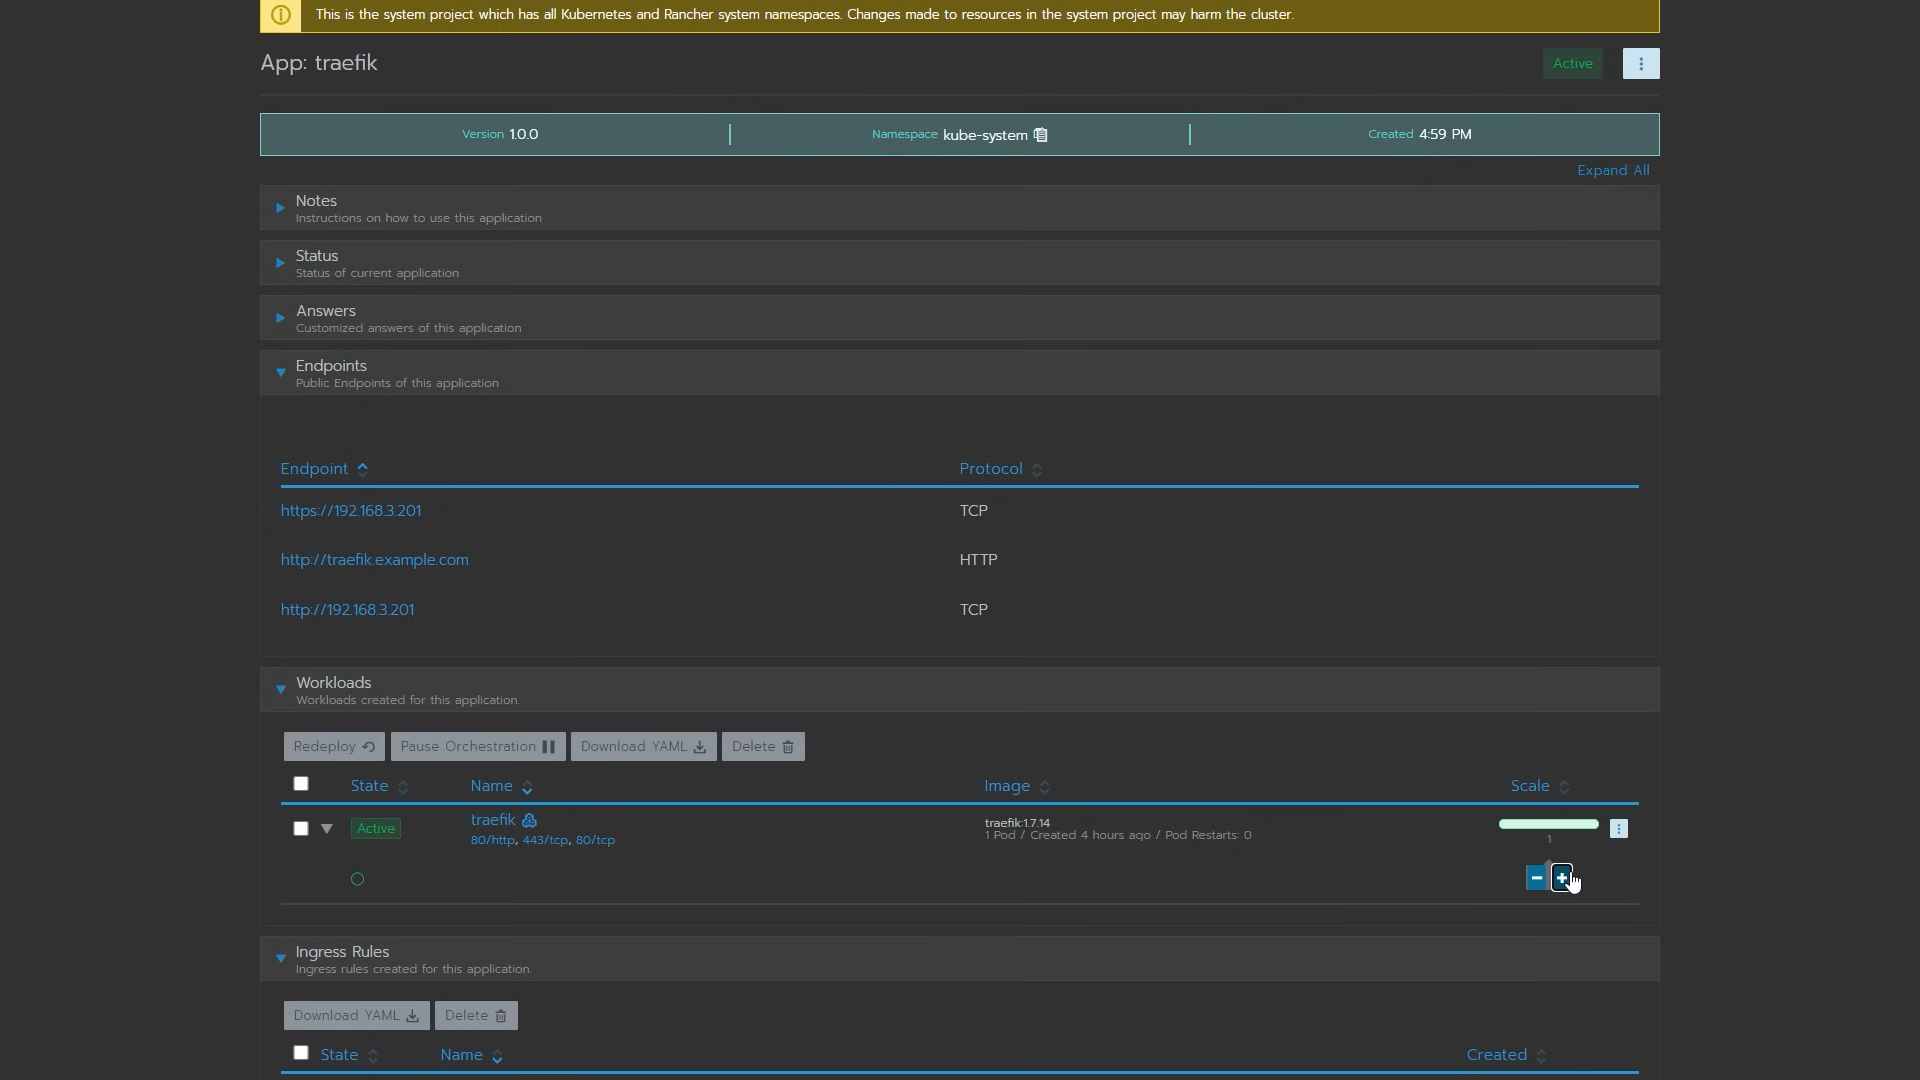 This is the system project which has all Kubernetes and Rancher system namespaces. Changes made to resources in the system project may harm the cluster.
App: traefik
Active
Version 1.0.0
Namespace kube-system
Created 4:59 PM
Expand All
Notes
Instructions on how to use this application
Status
Status of current application
Answers
Customized answers of this application
Endpoints
Public Endpoints of this application
Endpoint Protocol
https://192.168.3.201 TCP
http://traefik.example.com HTTP
http://192.168.3.201 TCP
Workloads
Workloads created for this application.
Redeploy Pause Orchestration Download YAML Delete
State Name Image Scale
Active traefik traefik:1.7.14
80/http, 443/tcp, 80/tcp 1 Pod / Created 4 hours ago / Pod Restarts: 0 1
Ingress Rules
Ingress rules created for this application.
Download YAML Delete
State Name Created